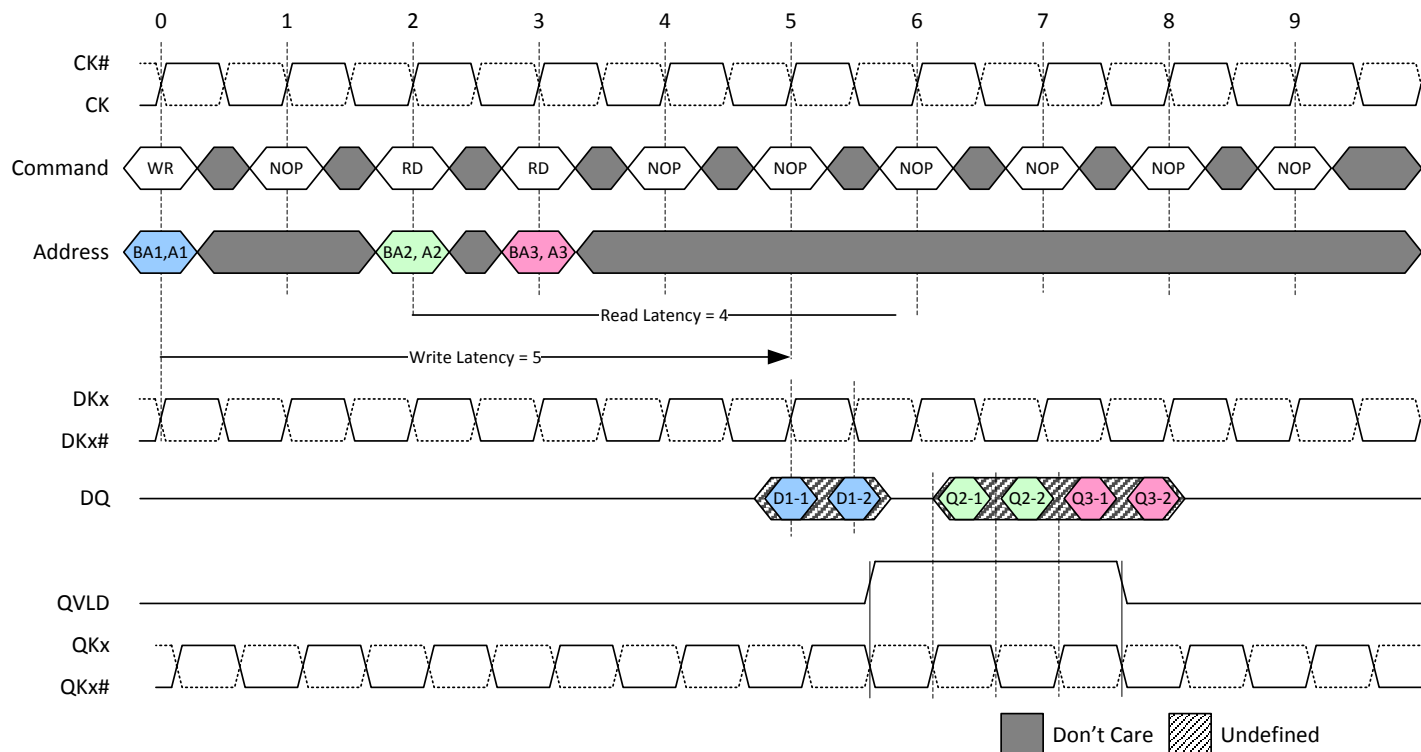 0 1 2 3 4 5 6 7 8 9
CK#
CK
Command WR NOP RD RD NOP NOP NOP NOP NOP NOP
Address BA1,A1 BA2, A2 BA3, A3
Read Latency = 4
Write Latency = 5
DKx
DKx#
DQ D1-1 D1-2 Q2-1 Q2-2 Q3-1 Q3-2
QVLD
QKx
QKx#
Don't Care Undefined